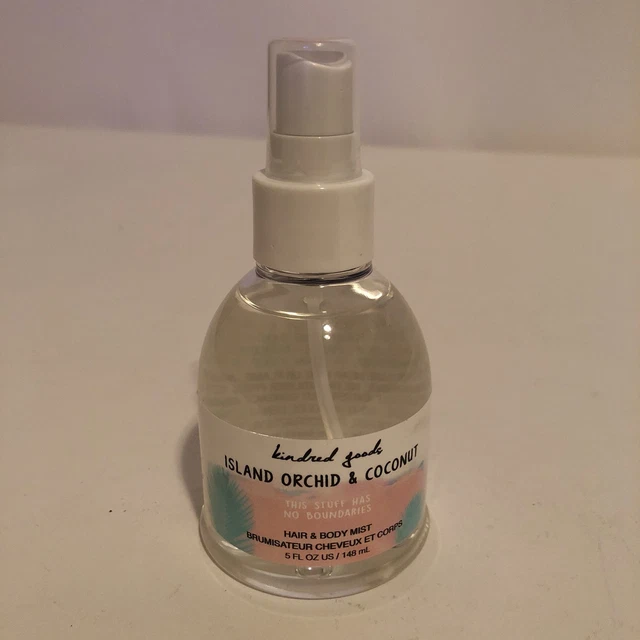 kindred goods
ISLAND ORCHID & COCONUT
THIS STUFF HAS
NO BOUNDARIES
HAIR & BODY MIST
BRUMISATEUR CHEVEUX ET CORPS
5 FL OZ US / 148 mL